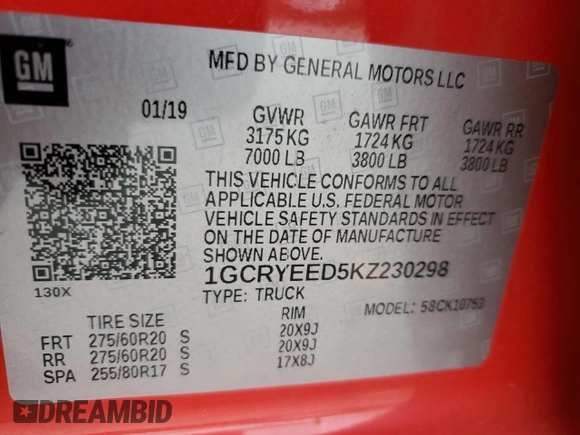 GM
MFD BY GENERAL MOTORS LLC
01/19
GVWR GAWR FRT GAWR RR
3175 KG 1724 KG 1724 KG
7000 LB 3800 LB 3800 LB
THIS VEHICLE CONFORMS TO ALL
APPLICABLE U.S. FEDERAL MOTOR
VEHICLE SAFETY STANDARDS IN EFFECT
ON THE DATE OF MANUFACTURE
SHOWN ABOVE.
1GCRYEED5KZ230298
130X
TYPE: TRUCK
MODEL: 58CK10753
TIRE SIZE RIM
FRT 275/60R20 S 20X9J
RR 275/60R20 S 20X9J
SPA 255/80R17 S 17X8J
DREAMBID